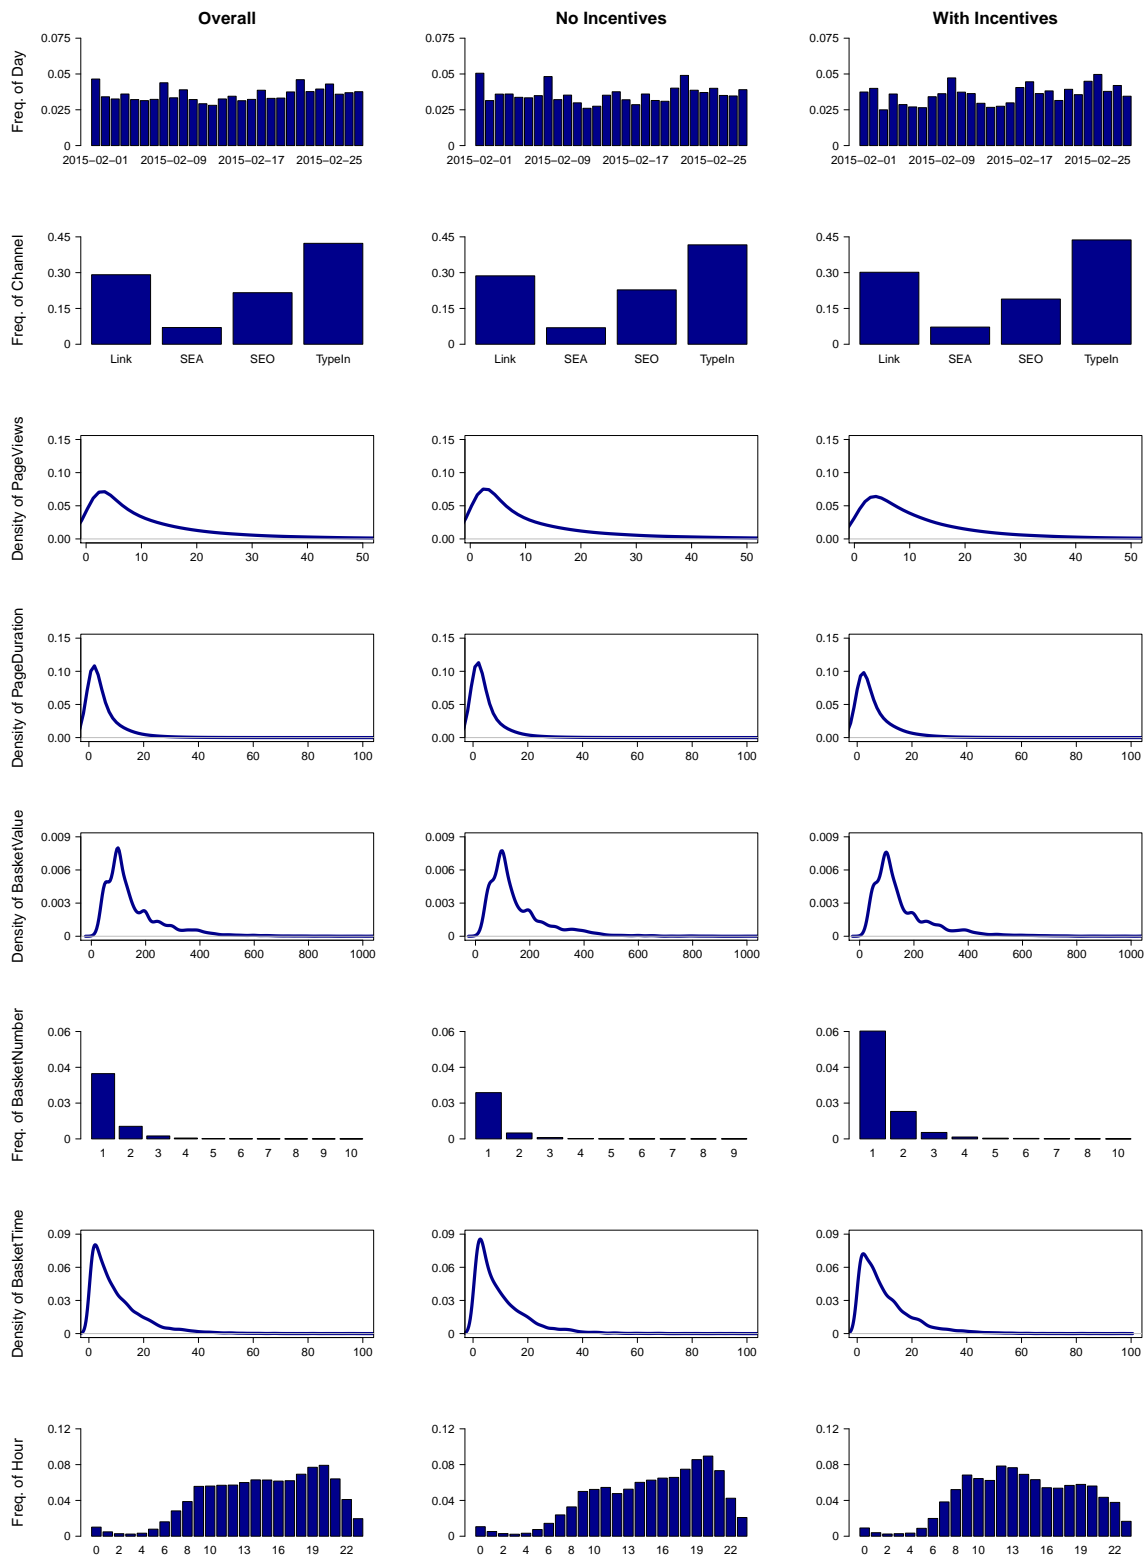 Overall No Incentives With Incentives
Freq. of Day
0.075 0.075 0.075
0.05 0.05 0.05
0.025 0.025 0.025
0 0 0
2015−02−01 2015−02−09 2015−02−17 2015−02−25 2015−02−01 2015−02−09 2015−02−17 2015−02−25 2015−02−01 2015−02−09 2015−02−17 2015−02−25
Freq. of Channel
0.45 0.45 0.45
0.30 0.30 0.30
0.15 0.15 0.15
0 0 0
Link SEA SEO TypeIn Link SEA SEO TypeIn Link SEA SEO TypeIn
Density of PageViews
0.15 0.15 0.15
0.10 0.10 0.10
0.05 0.05 0.05
0.00 0.00 0.00
0 10 20 30 40 50 0 10 20 30 40 50 0 10 20 30 40 50
Density of PageDuration
0.15 0.15 0.15
0.10 0.10 0.10
0.05 0.05 0.05
0.00 0.00 0.00
0 20 40 60 80 100 0 20 40 60 80 100 0 20 40 60 80 100
Density of BasketValue
0.009 0.009 0.009
0.006 0.006 0.006
0.003 0.003 0.003
0 0 0
0 200 400 600 800 1000 0 200 400 600 800 1000 0 200 400 600 800 1000
Freq. of BasketNumber
0.06 0.06 0.06
0.04 0.04 0.04
0.03 0.03 0.03
0 0 0
1 2 3 4 5 6 7 8 9 10 1 2 3 4 5 6 7 8 9 1 2 3 4 5 6 7 8 10
Density of BasketTime
0.09 0.09 0.09
0.06 0.06 0.06
0.03 0.03 0.03
0 0 0
0 20 40 60 80 100 0 20 40 60 80 100 0 20 40 60 80 100
Freq. of Hour
0.12 0.12 0.12
0.08 0.08 0.08
0.04 0.04 0.04
0 0 0
0 2 4 6 8 10 13 16 19 22 0 2 4 6 8 10 13 16 19 22 0 2 4 6 8 10 13 16 19 22